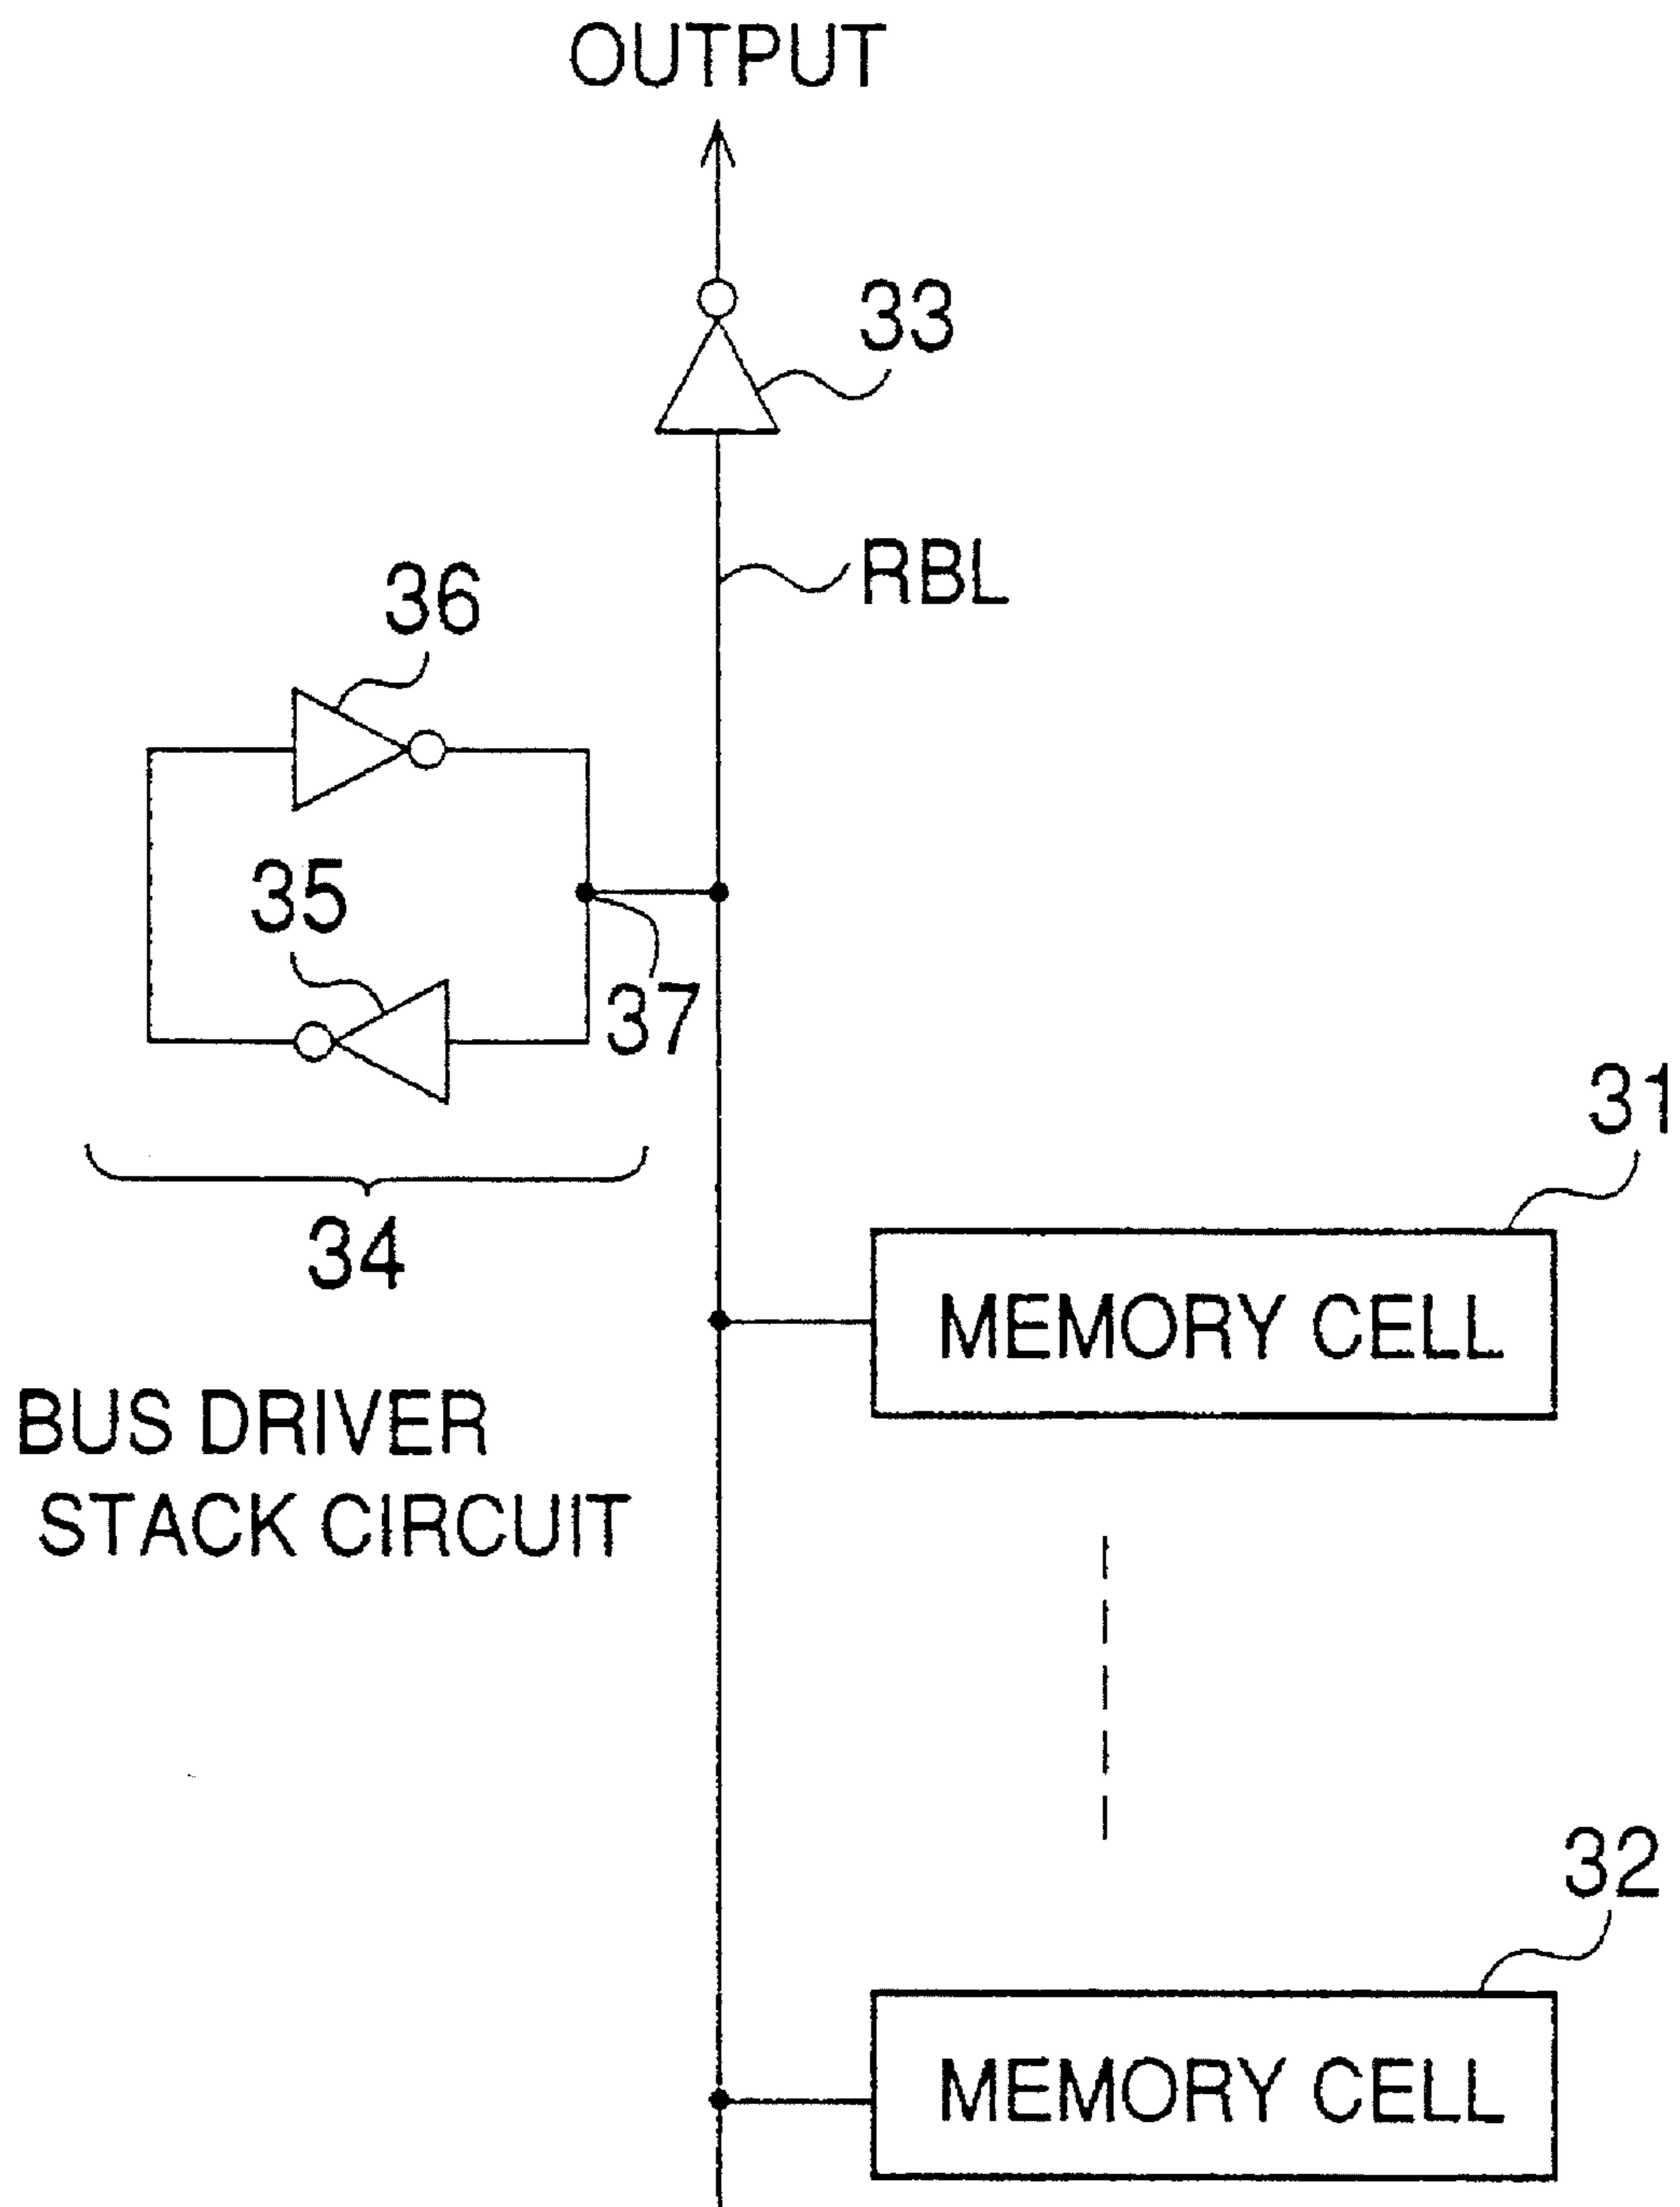 OUTPUT
33
RBL
36
35
37
31
34
MEMORY CELL
BUS DRIVER
STACK CIRCUIT
32
MEMORY CELL